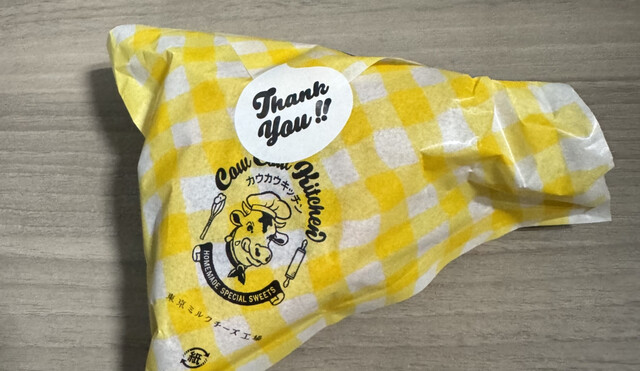 Thank
You!!
Cow Cow Kitchen
カウカウキッチン
HOMEMADE SPECIAL SWEETS
東京ミルクチーズ工
紙